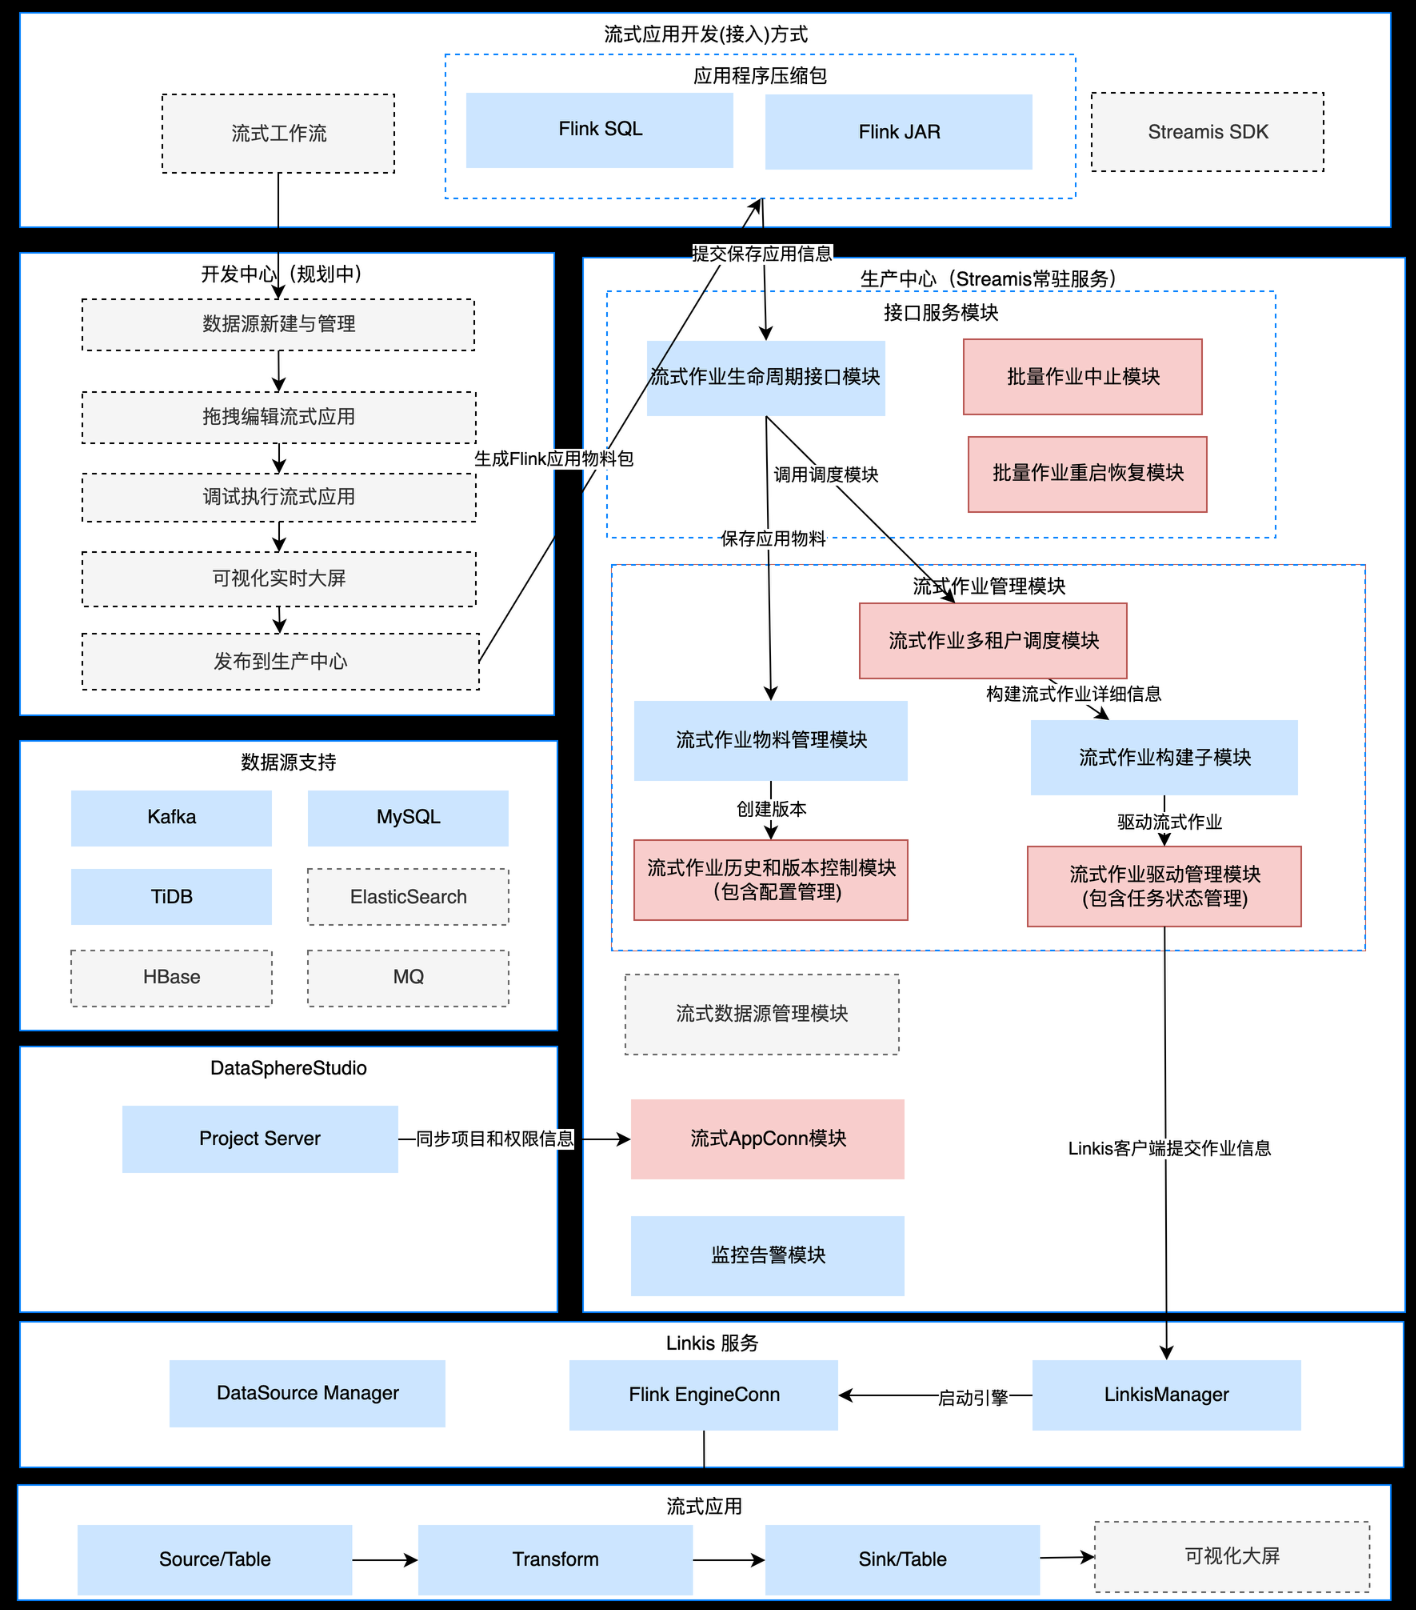 流式应用开发(接入)方式
应用程序压缩包
流式工作流
Flink SQL
Flink JAR
Streamis SDK
提交保存应用信息
开发中心（规划中）
数据源新建与管理
拖拽编辑流式应用
调试执行流式应用
可视化实时大屏
发布到生产中心
生成Flink应用物料包
生产中心（Streamis常驻服务）
接口服务模块
流式作业生命周期接口模块
批量作业中止模块
批量作业重启恢复模块
调用调度模块
保存应用物料
流式作业管理模块
流式作业多租户调度模块
构建流式作业详细信息
流式作业物料管理模块
流式作业构建子模块
创建版本
驱动流式作业
流式作业历史和版本控制模块
(包含配置管理)
流式作业驱动管理模块
(包含任务状态管理)
流式数据源管理模块
流式AppConn模块
监控告警模块
Linkis客户端提交作业信息
数据源支持
Kafka
MySQL
TiDB
ElasticSearch
HBase
MQ
DataSphereStudio
Project Server
同步项目和权限信息
Linkis 服务
DataSource Manager
Flink EngineConn
启动引擎
LinkisManager
流式应用
Source/Table
Transform
Sink/Table
可视化大屏